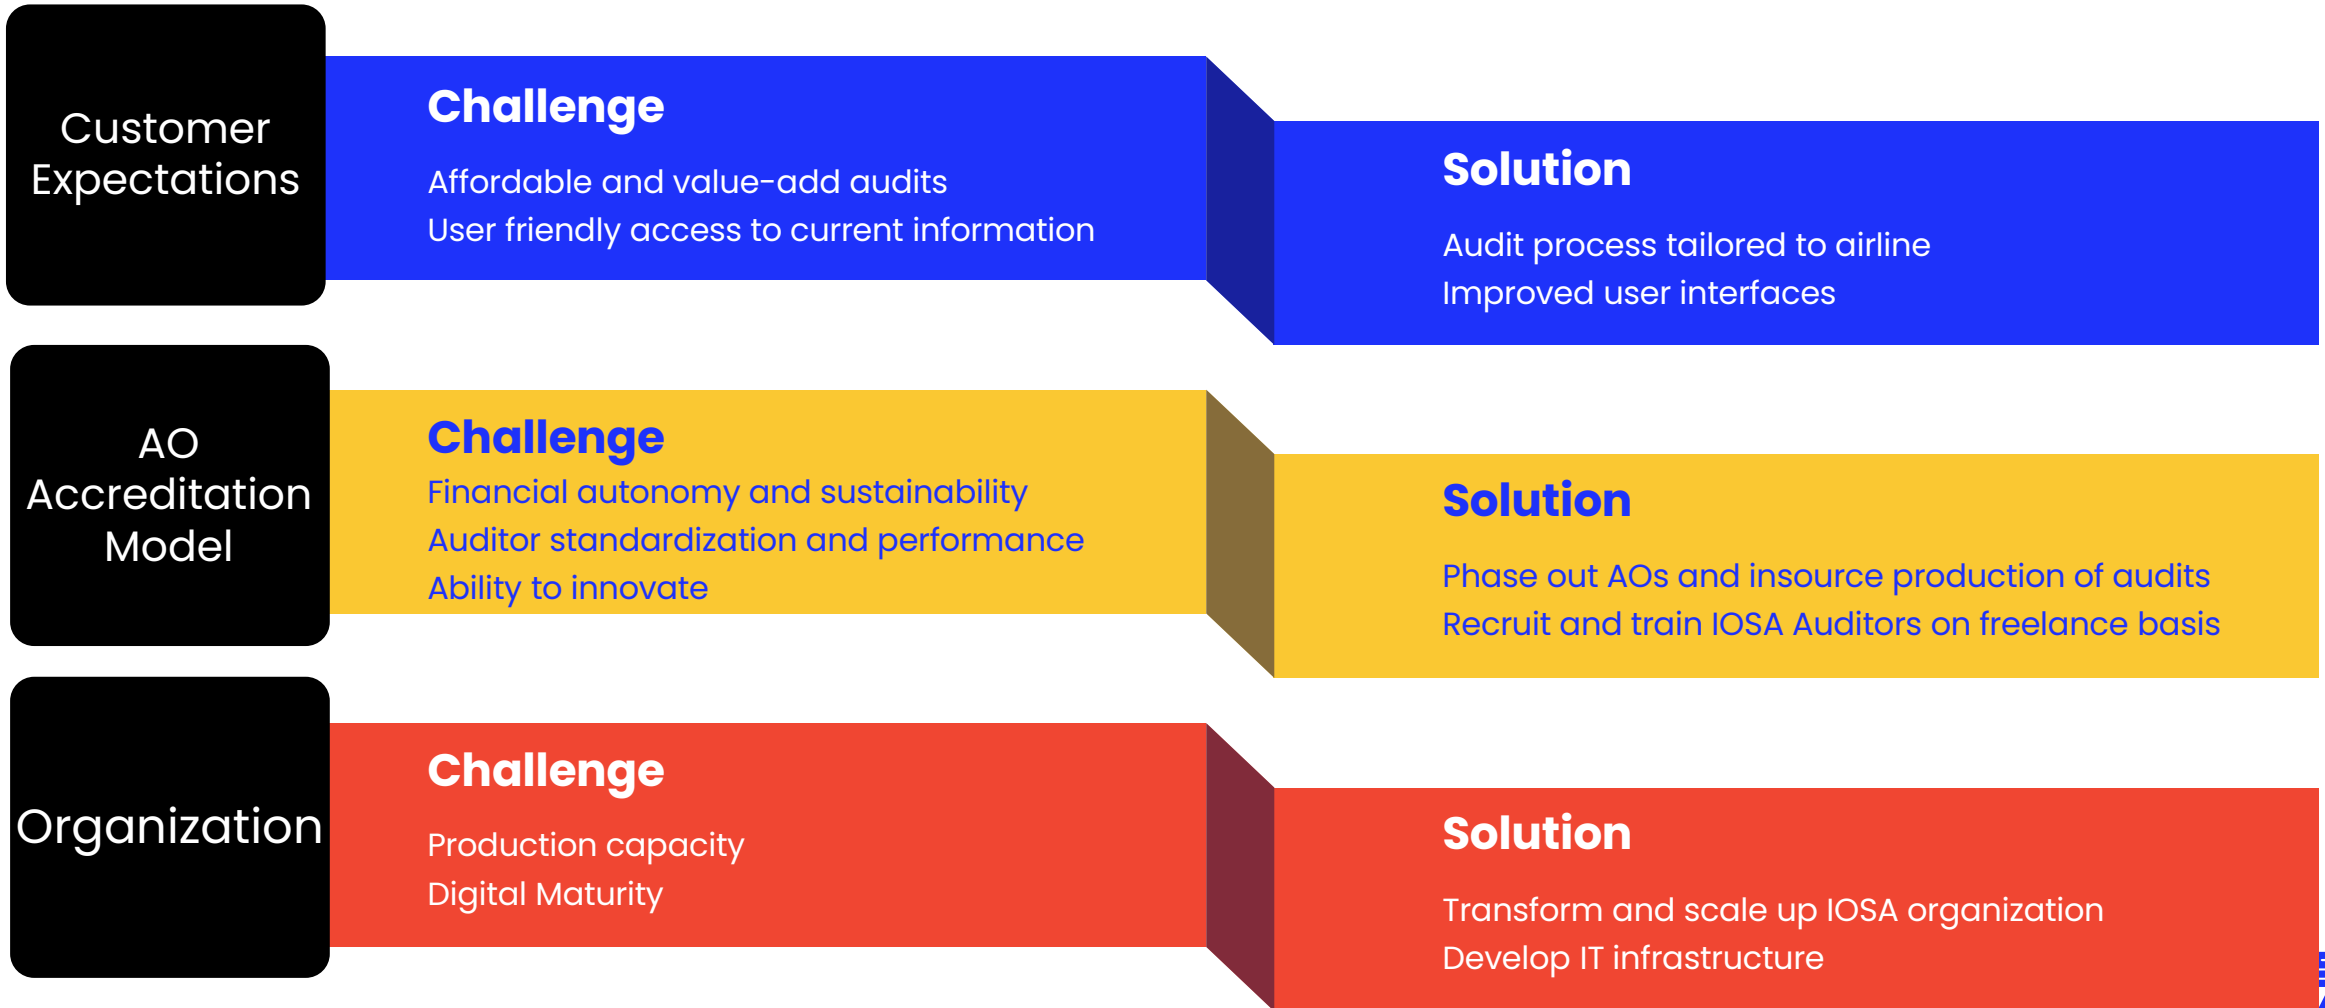 Customer
Expectations
Challenge
Affordable and value-add audits
User friendly access to current information
Solution
Audit process tailored to airline
Improved user interfaces
AO
Accreditation
Model
Challenge
Financial autonomy and sustainability
Auditor standardization and performance
Ability to innovate
Solution
Phase out AOs and insource production of audits
Recruit and train IOSA Auditors on freelance basis
Organization
Challenge
Production capacity
Digital Maturity
Solution
Transform and scale up IOSA organization
Develop IT infrastructure